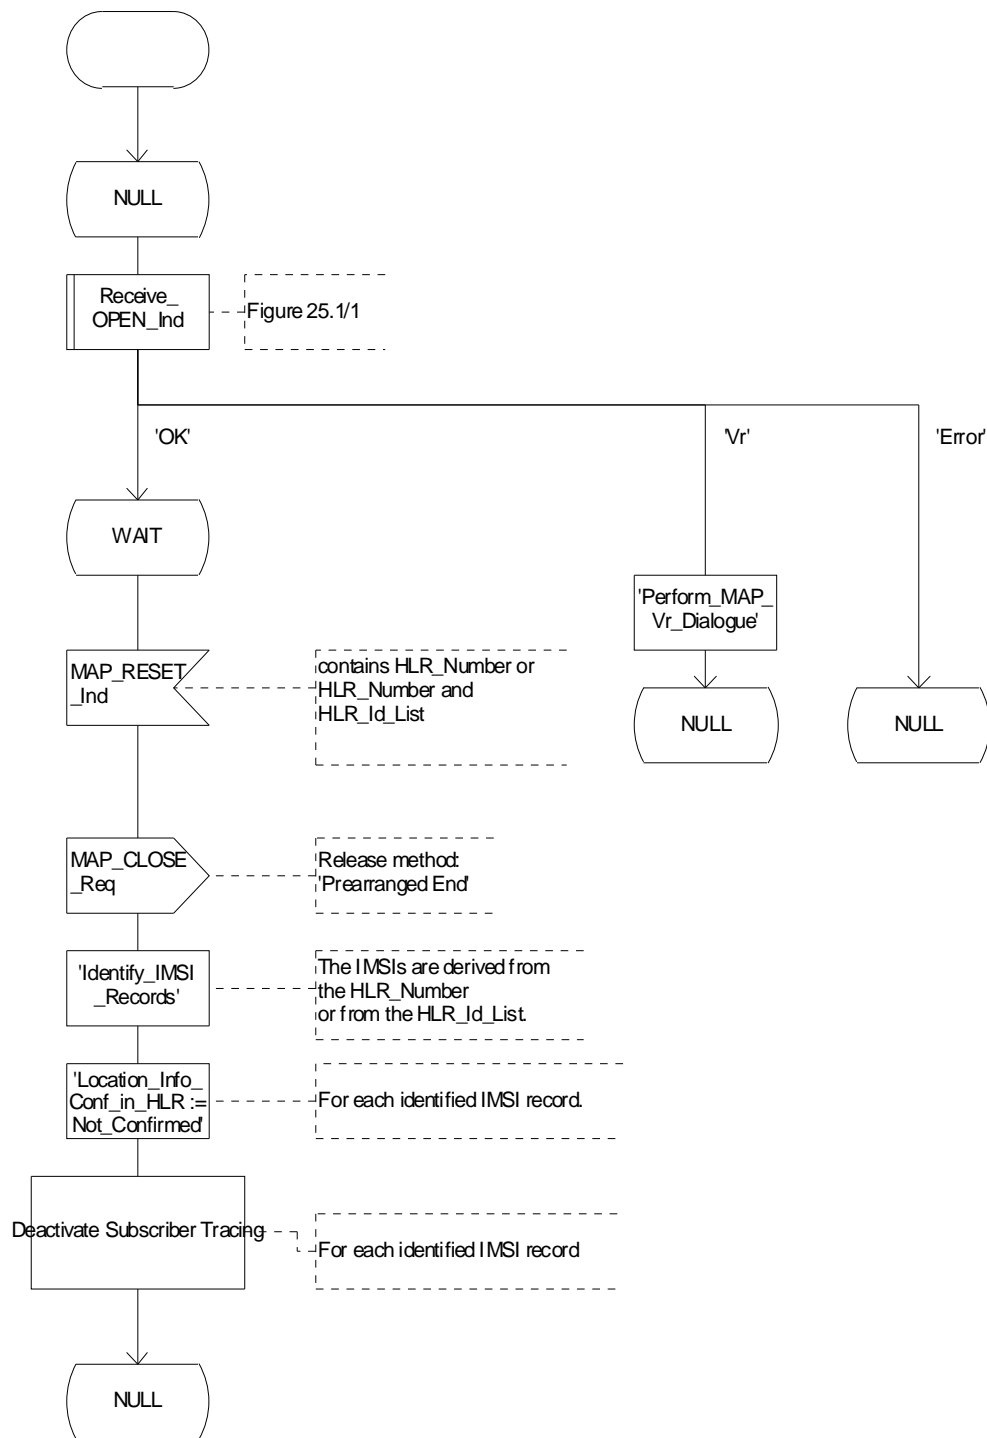 NULL
Receive_
OPEN_Ind
Figure 25.1/1
'OK'
'Vr'
'Error'
WAIT
'Perform_MAP_
Vr_Dialogue'
MAP_RESET
_Ind
contains HLR_Number or
HLR_Number and
HLR_Id_List
NULL
NULL
MAP_CLOSE
_Req
Release method:
'Prearranged End'
'Identify_IMSI
_Records'
The IMSIs are derived from
the HLR_Number
or from the HLR_Id_List.
'Location_Info_
Conf_in_HLR :=
Not_Confirmed'
For each identified IMSI record.
Deactivate Subscriber Tracing
For each identified IMSI record
NULL